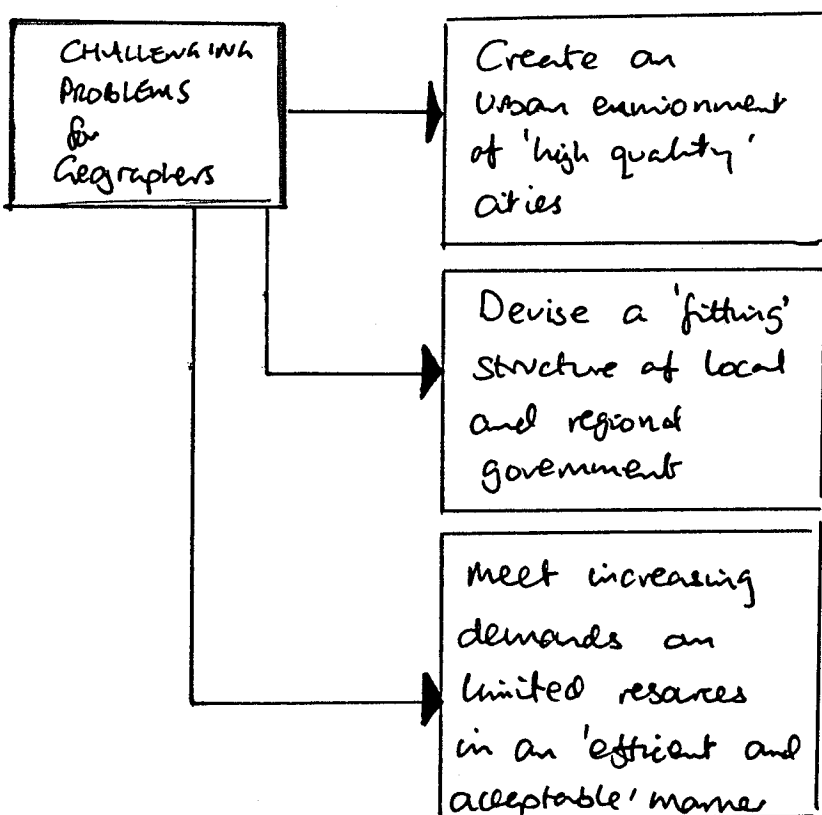 CHALLENGING
PROBLEMS
for
Geographers
Create an
urban environment
of 'high quality'
cities
Devise a 'fitting'
structure of local
and regional
government
Meet increasing
demands on
limited resources
in an 'efficient and
acceptable' manner